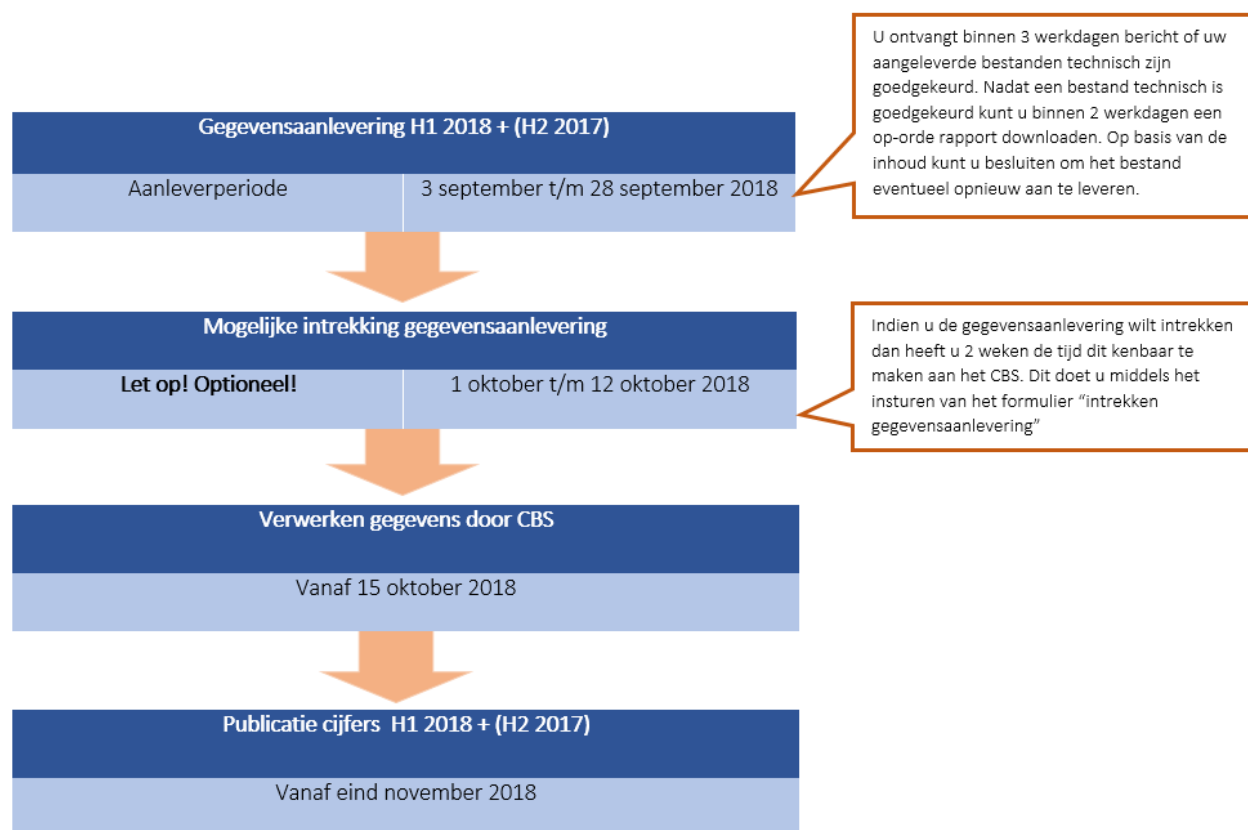 U ontvangt binnen 3 werkdagen bericht of uw
aangeleverde bestanden technisch zijn
goedgekeurd. Nadat een bestand technisch is
goedgekeurd kunt u binnen 2 werkdagen een
op-orde rapport downloaden. Op basis van de
inhoud kunt u besluiten om het bestand
eventueel opnieuw aan te leveren.
Gegevensaanlevering H1 2018 + (H2 2017)
Aanleverperiode
3 september t/m 28 september 2018
Mogelijke intrekking gegevensaanlevering
Let op! Optioneel!
1 oktober t/m 12 oktober 2018
Indien u de gegevensaanlevering wilt intrekken
dan heeft u 2 weken de tijd dit kenbaar te
maken aan het CBS. Dit doet u middels het
insturen van het formulier “intrekken
gegevensaanlevering”
Verwerken gegevens door CBS
Vanaf 15 oktober 2018
Publicatie cijfers H1 2018 + (H2 2017)
Vanaf eind november 2018